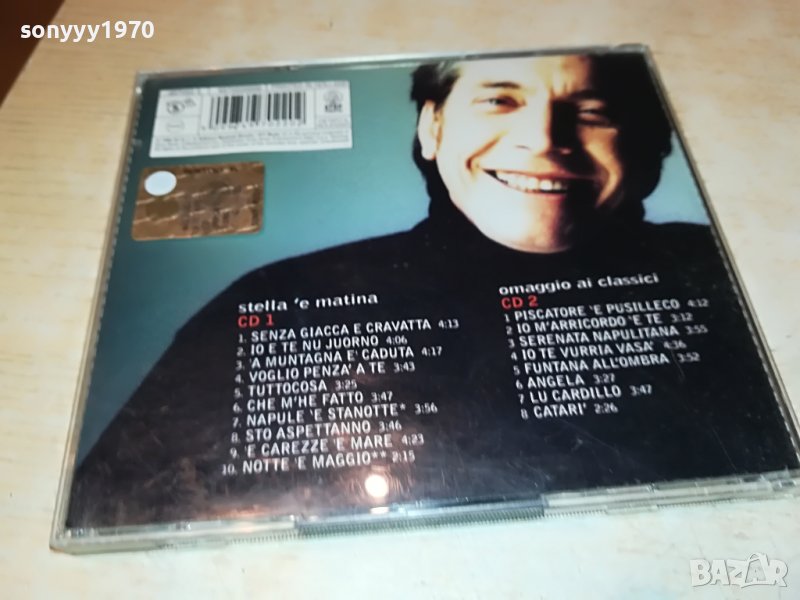 sonyyy1970
stella 'e matina
CD 1
1. SENZA GIACCA E CRAVATTA 4:13
2. IO E TE NU JUORNO 4:06
3. A MUNTAGNA E' CADUTA 4:17
4. VOGLIO PENZA' A TE 3:43
5. TUTTOCOSA 3:25
6. CHE M'HE FATTO 3:47
7. NAPULE 'E STANOTTE* 3:56
8. STO ASPETTANNO 3:46
9. 'E CAREZZE 'E MARE 4:23
10. NOTTE 'E MAGGIO** 2:15
omaggio ai classici
CD 2
1 PISCATORE 'E PUSILLECO 4:12
2 IO M'ARRICORDO 'E TE 3:12
3 SERENATA NAPULITANA 3:55
4 IO TE VURRIA VASA' 4:36
5 FUNTANA ALL'OMBRA 3:52
6 ANGELA 3:27
7 LU CARDILLO 3:47
8 CATARI' 2:26
BAZAR